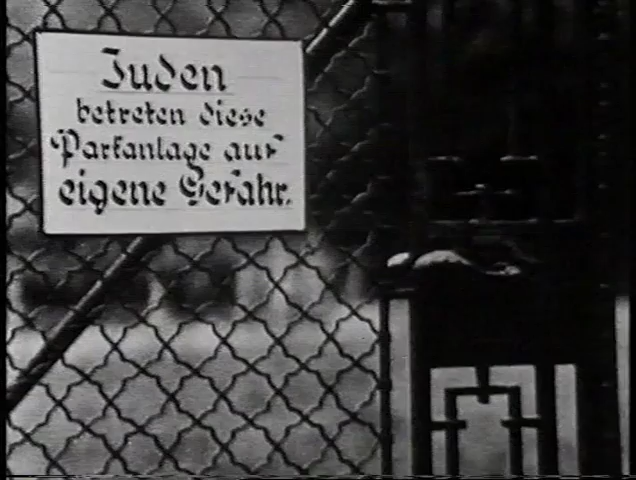 Juden
betreten diese
Parkanlage auf
eigene Gefahr.